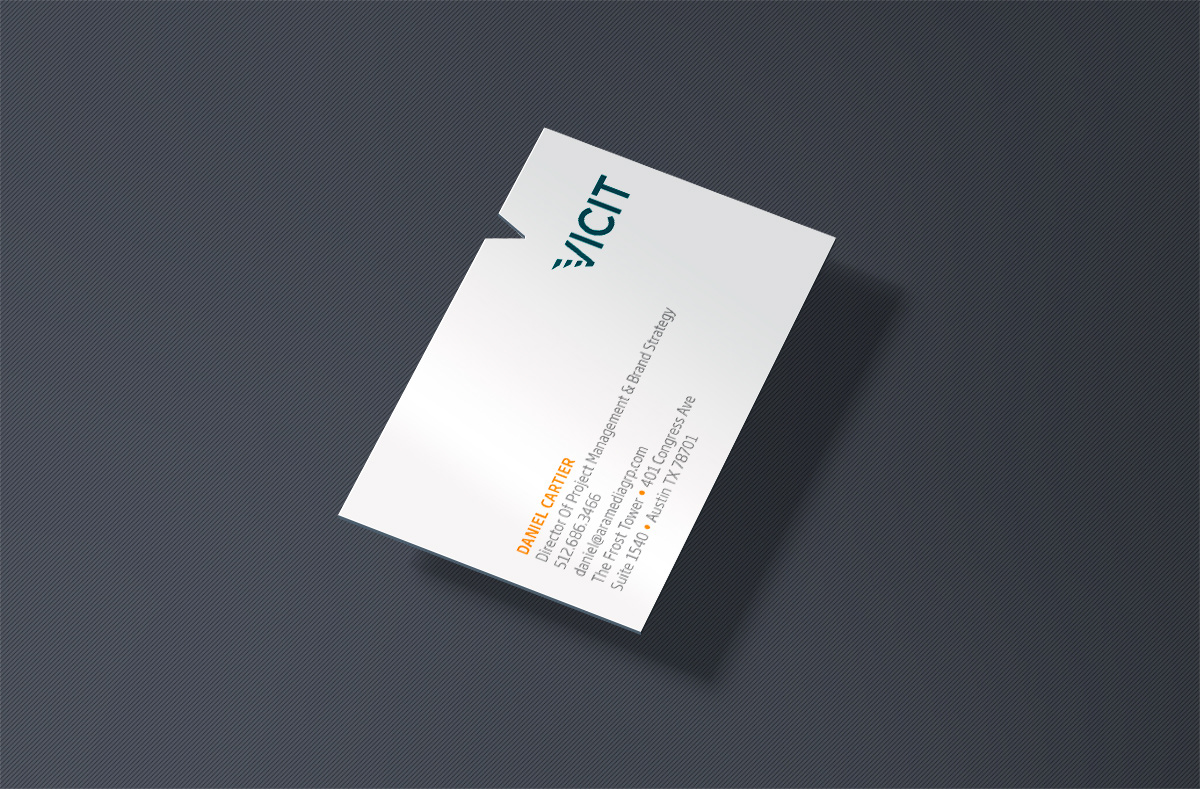 VICIT
DANIEL CARTIER
Director Of Project Management & Brand Strategy
512.686.3466
daniel@aramediagrp.com
The Frost Tower • 401 Congress Ave
Suite 1540 • Austin TX 78701